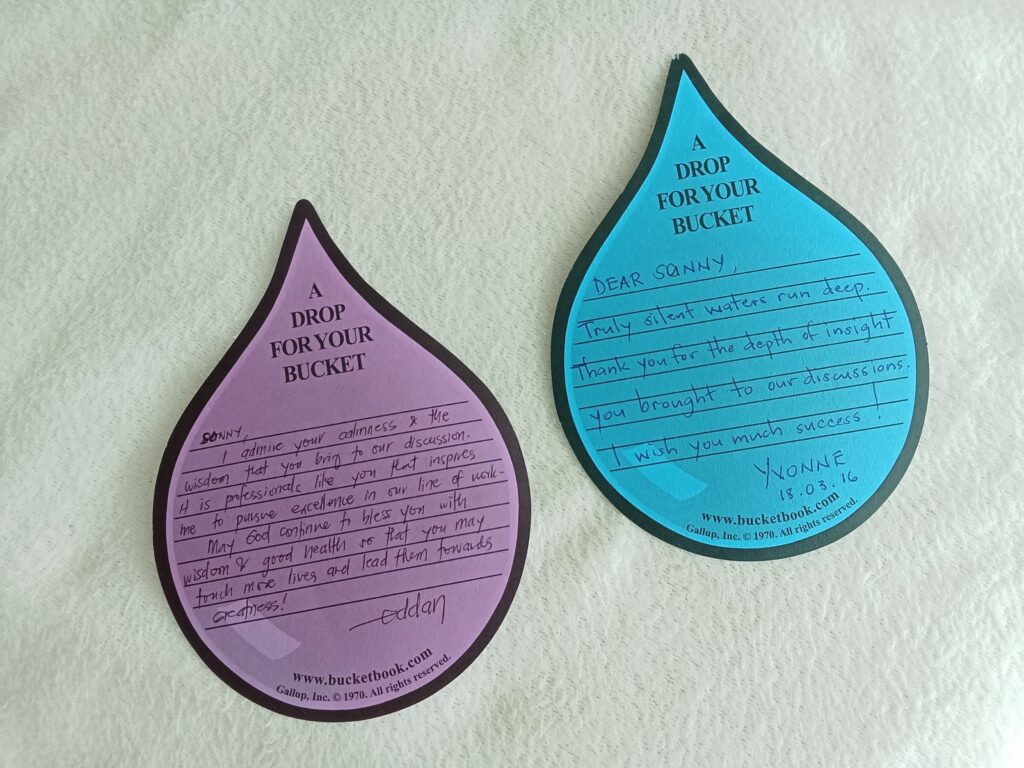 A
DROP
FOR YOUR
BUCKET
SONNY,
I admire your calmness & the
wisdom that you bring to our discussion.
It is professionals like you that inspires
me to pursue excellence in our line of work.
May God continue to bless you with
wisdom & good health so that you may
touch more lives and lead them towards
Greatness!
oddan
www.bucketbook.com
Gallup, Inc. © 1970. All rights reserved.
A
DROP
FOR YOUR
BUCKET
DEAR SONNY,
Truly silent waters run deep.
Thank you for the depth of insight
you brought to our discussions.
I wish you much success!
YVONNE
18.03.16
www.bucketbook.com
Gallup, Inc. © 1970. All rights reserved.